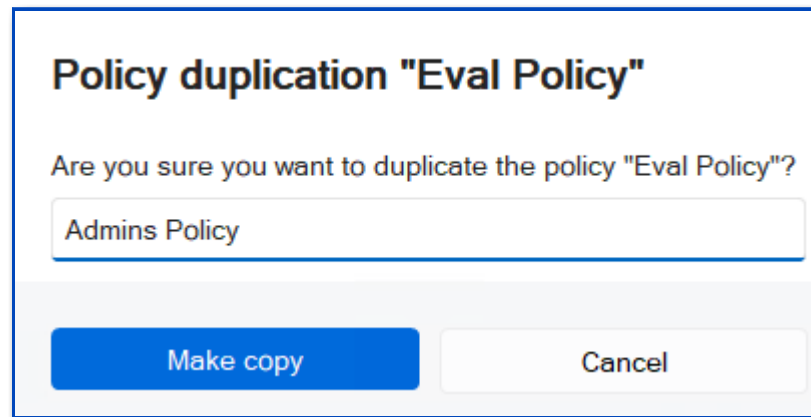 Policy duplication "Eval Policy"
Are you sure you want to duplicate the policy "Eval Policy"?
Admins Policy
Make copy
Cancel